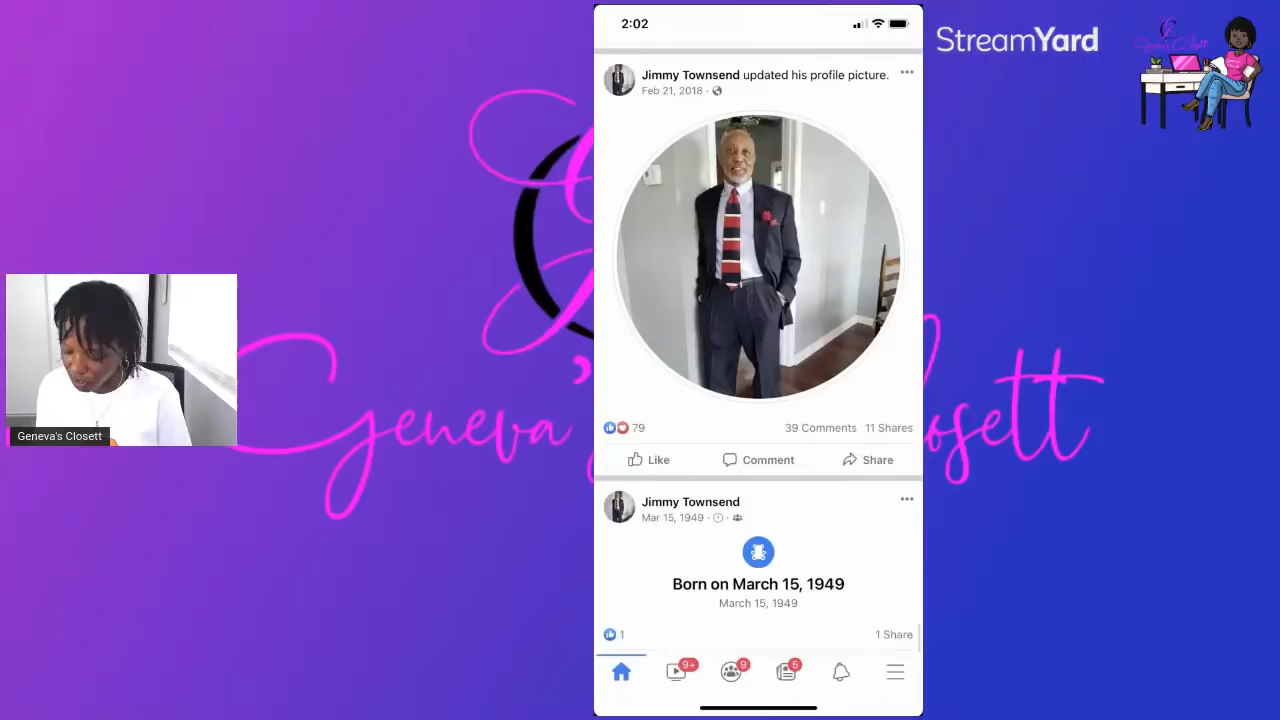 2:02
StreamYard
Jimmy Townsend updated his profile picture.
Feb 21, 2018
79
39 Comments 11 Shares
Like
Comment
Share
Jimmy Townsend
Mar 15, 1949
Born on March 15, 1949
March 15, 1949
1
1 Share
9+
9
5
Geneva's Closett
Geneva'
losett